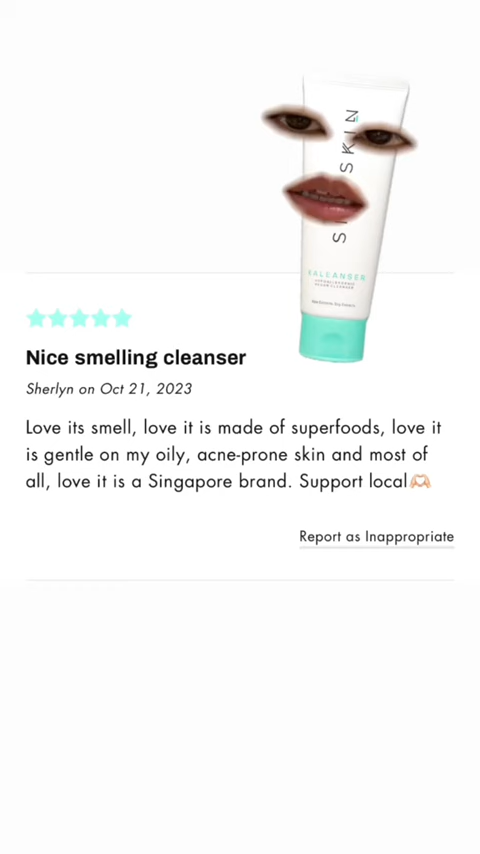 SKIN
Nice smelling cleanser
Sherlyn on Oct 21, 2023
Love its smell, love it is made of superfoods, love it
is gentle on my oily, acne-prone skin and most of
all, love it is a Singapore brand. Support local🫶🏻
Report as Inappropriate